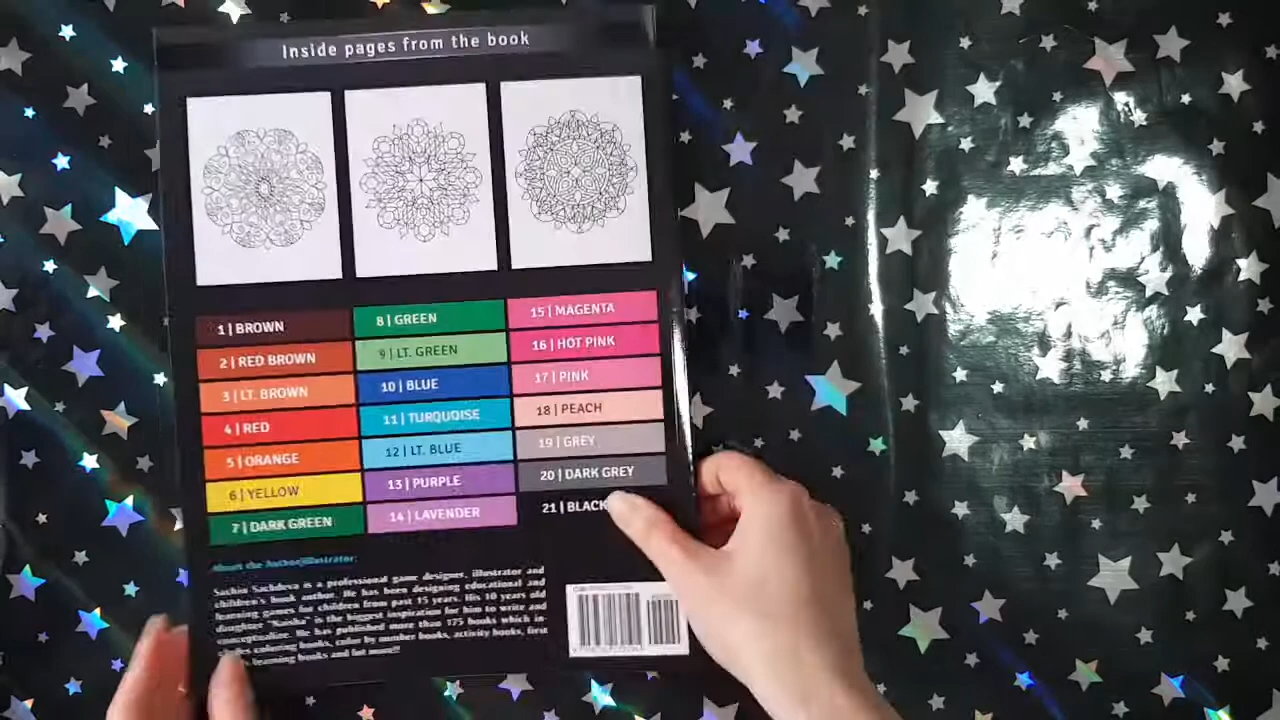 Inside pages from the book
1 | BROWN
2 | RED BROWN
3 | LT. BROWN
4 | RED
5 | ORANGE
6 | YELLOW
7 | DARK GREEN
8 | GREEN
9 | LT. GREEN
10 | BLUE
11 | TURQUOISE
12 | LT. BLUE
13 | PURPLE
14 | LAVENDER
15 | MAGENTA
16 | HOT PINK
17 | PINK
18 | PEACH
19 | GREY
20 | DARK GREY
21 | BLACK
About the Author/Illustrator:
Sachin Sachdeva is a professional game designer, illustrator and
children's book author. He has been designing educational and
learning games for children from past 15 years. His 10 years old
daughter "Naisha" is the biggest inspiration for him to write and
conceptualize. He has published more than 175 books which in-
coloring books, color by number books, activity books, first
learning books and lot more!!!